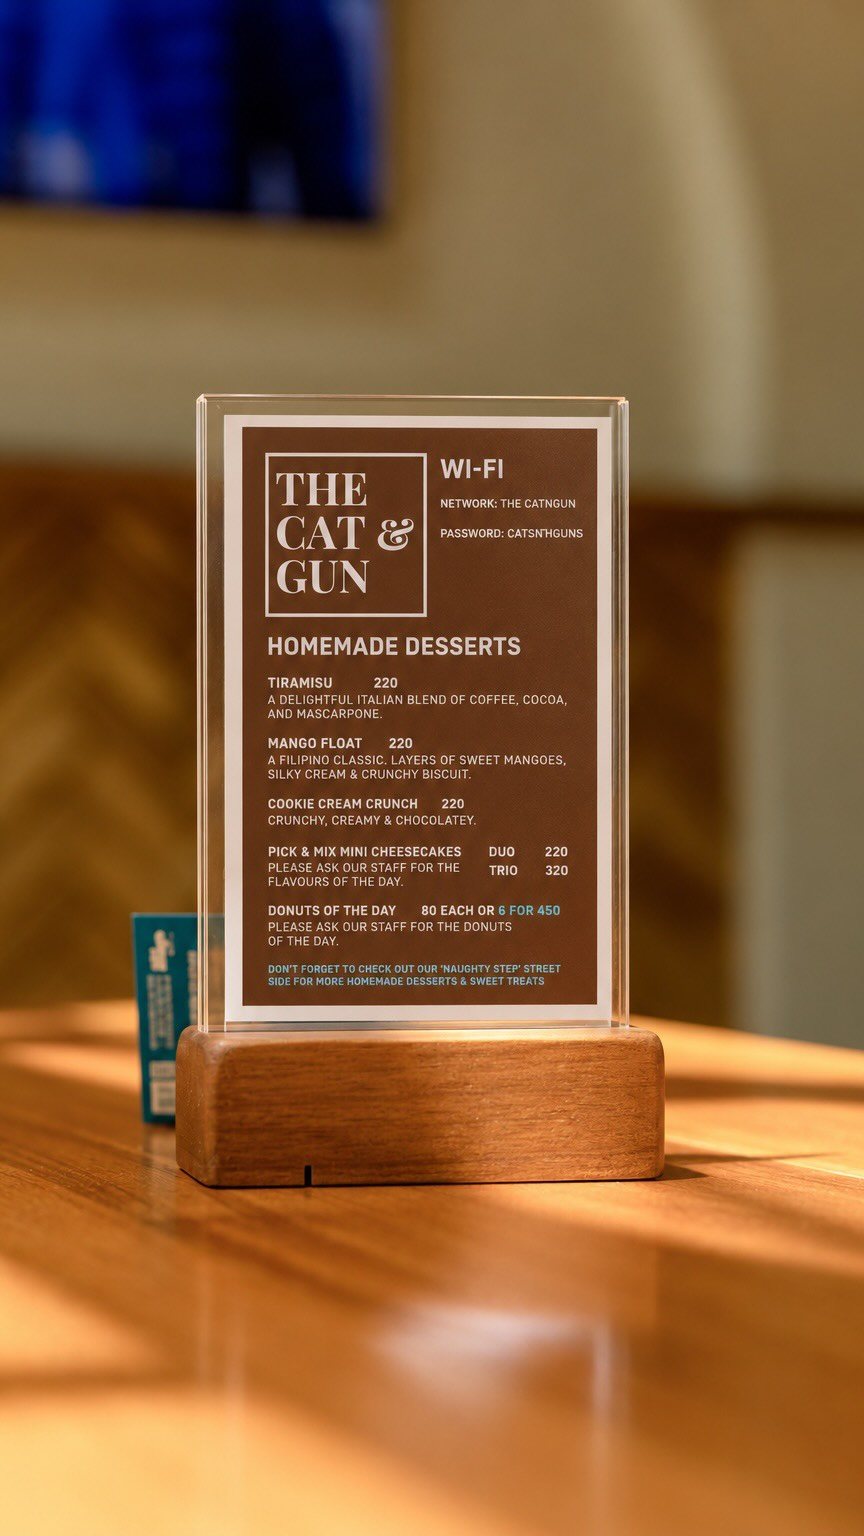 THE
CAT &
GUN
WI-FI
NETWORK: THE CATNGUN
PASSWORD: CATSN'HGUNS
HOMEMADE DESSERTS
TIRAMISU 220
A DELIGHTFUL ITALIAN BLEND OF COFFEE, COCOA,
AND MASCARPONE.
MANGO FLOAT 220
A FILIPINO CLASSIC. LAYERS OF SWEET MANGOES,
SILKY CREAM & CRUNCHY BISCUIT.
COOKIE CREAM CRUNCH 220
CRUNCHY, CREAMY & CHOCOLATEY.
PICK & MIX MINI CHEESECAKES DUO 220
PLEASE ASK OUR STAFF FOR THE TRIO 320
FLAVOURS OF THE DAY.
DONUTS OF THE DAY 80 EACH OR 6 FOR 450
PLEASE ASK OUR STAFF FOR THE DONUTS
OF THE DAY.
DON'T FORGET TO CHECK OUT OUR 'NAUGHTY STEP' STREET
SIDE FOR MORE HOMEMADE DESSERTS & SWEET TREATS